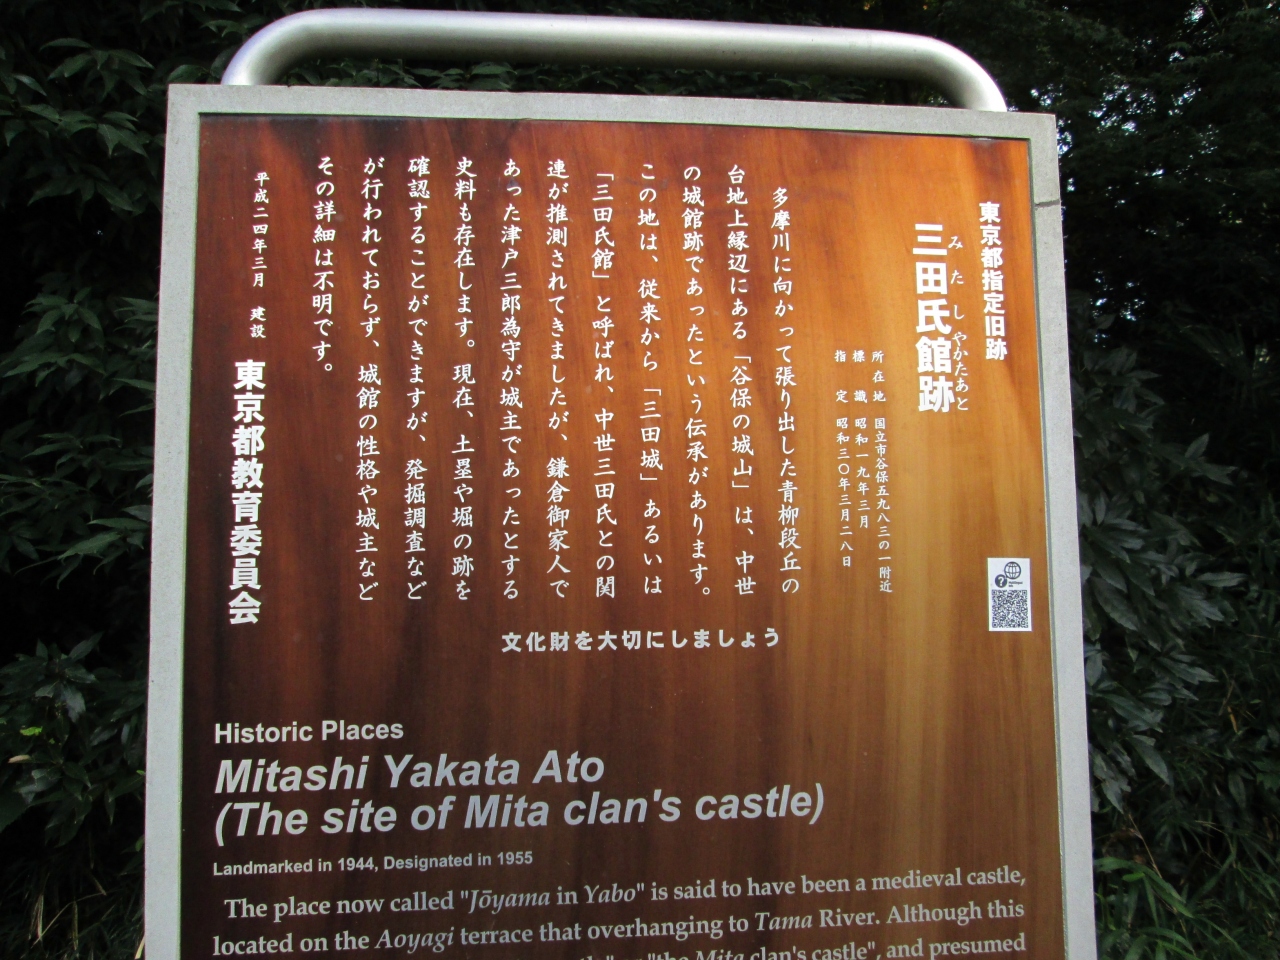 東京都指定旧跡
三田氏館跡
みたしやかたあと
所在地 国立市谷保五九八三の一附近
標識 昭和一九年三月
指定 昭和三〇年三月二八日
多摩川に向かって張り出した青柳段丘の
台地上縁辺にある「谷保の城山」は、中世
の城館跡であったという伝承があります。
この地は、従来から「三田城」あるいは
「三田氏館」と呼ばれ、中世三田氏との関
連が推測されてきましたが、鎌倉御家人で
あった津戸三郎為守が城主であったとする
史料も存在します。現在、土塁や堀の跡を
確認することができますが、発掘調査など
が行われておらず、城館の性格や城主など
その詳細は不明です。
平成二四年三月 建設
東京都教育委員会
文化財を大切にしましょう
Historic Places
Mitashi Yakata Ato
(The site of Mita clan's castle)
Landmarked in 1944, Designated in 1955
The place now called "Jōyama in Yabo" is said to have been a medieval castle,
located on the Aoyagi terrace that overhanging to Tama River. Although this
"the Mita clan's castle", and presumed